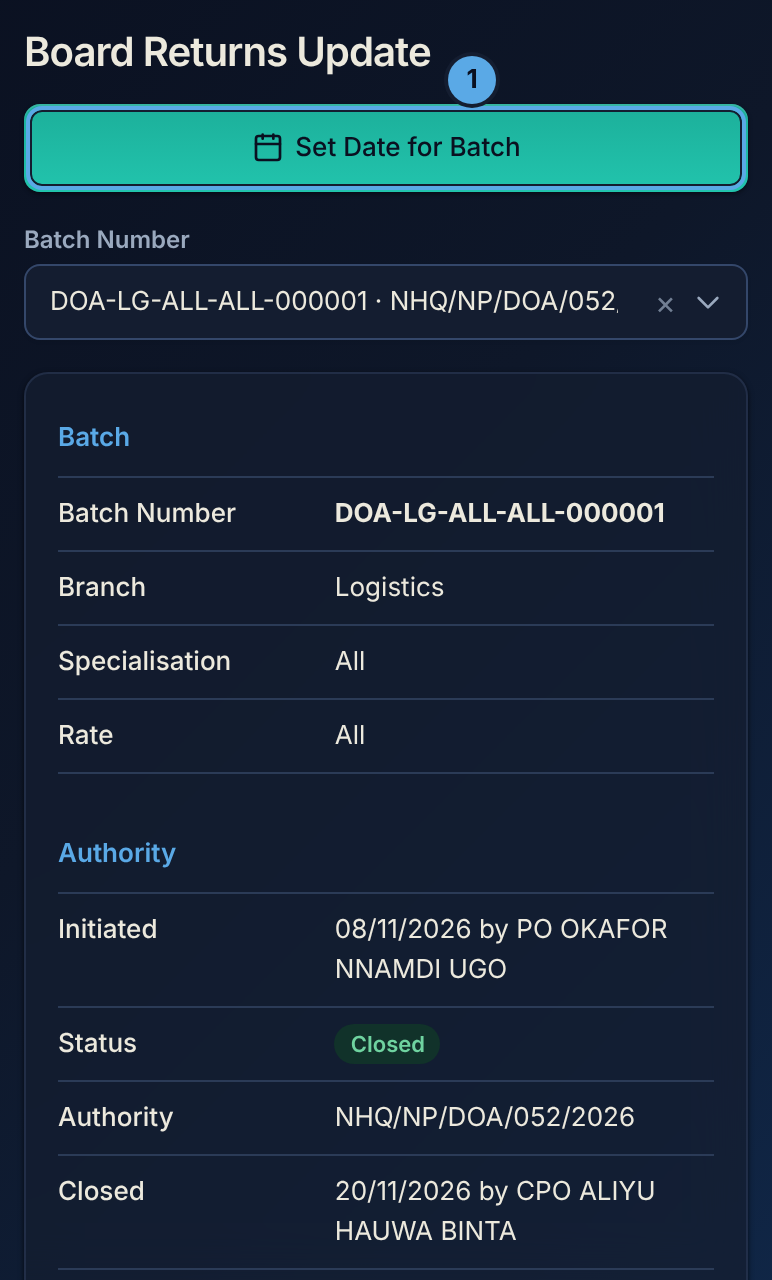 Board Returns Update
1
Set Date for Batch
Batch Number
DOA-LG-ALL-ALL-000001 · NHQ/NP/DOA/052
Batch
Batch Number DOA-LG-ALL-ALL-000001
Branch Logistics
Specialisation All
Rate All
Authority
Initiated 08/11/2026 by PO OKAFOR
NNAMDI UGO
Status Closed
Authority NHQ/NP/DOA/052/2026
Closed 20/11/2026 by CPO ALIYU
HAUWA BINTA